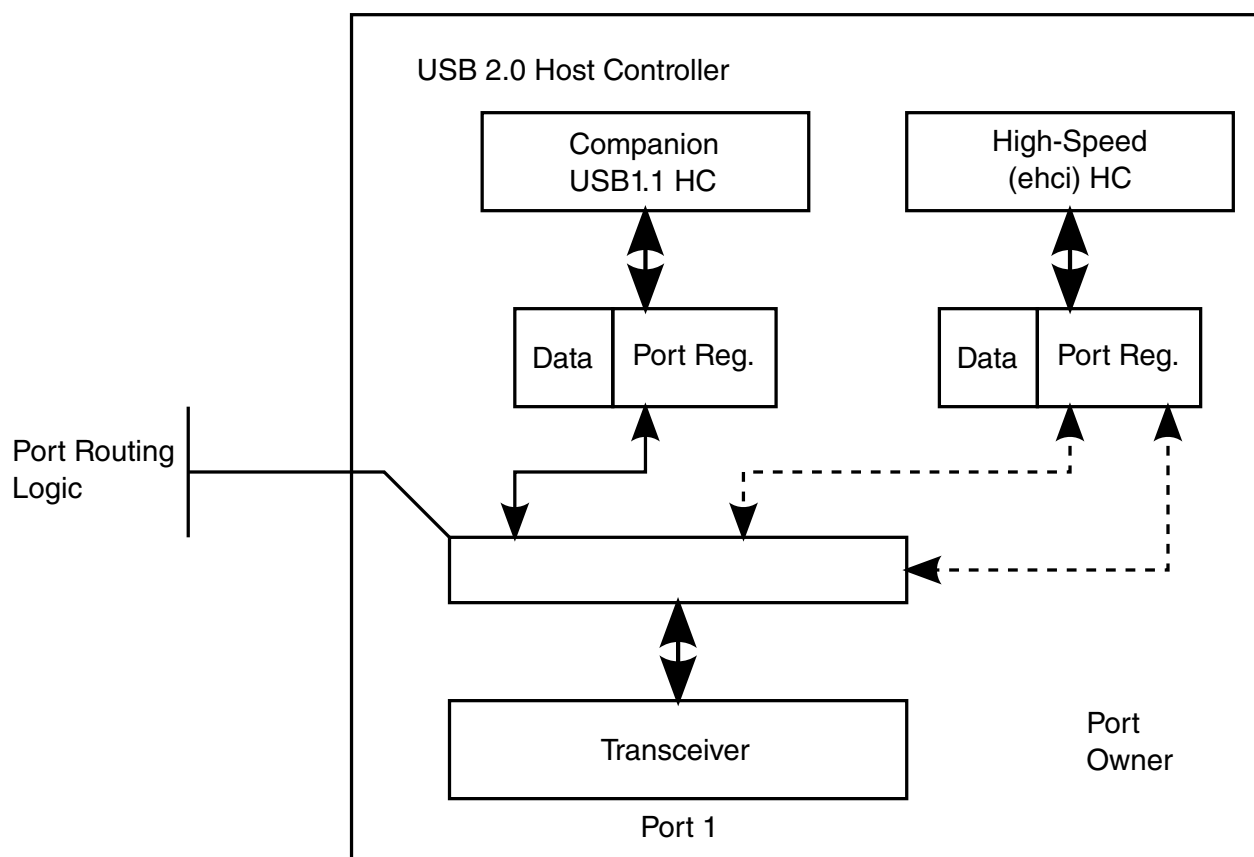 USB 2.0 Host Controller
Companion
USB1.1 HC
High-Speed
(ehci) HC
Data
Port Reg.
Data
Port Reg.
Port Routing
Logic
Transceiver
Port 1
Port
Owner